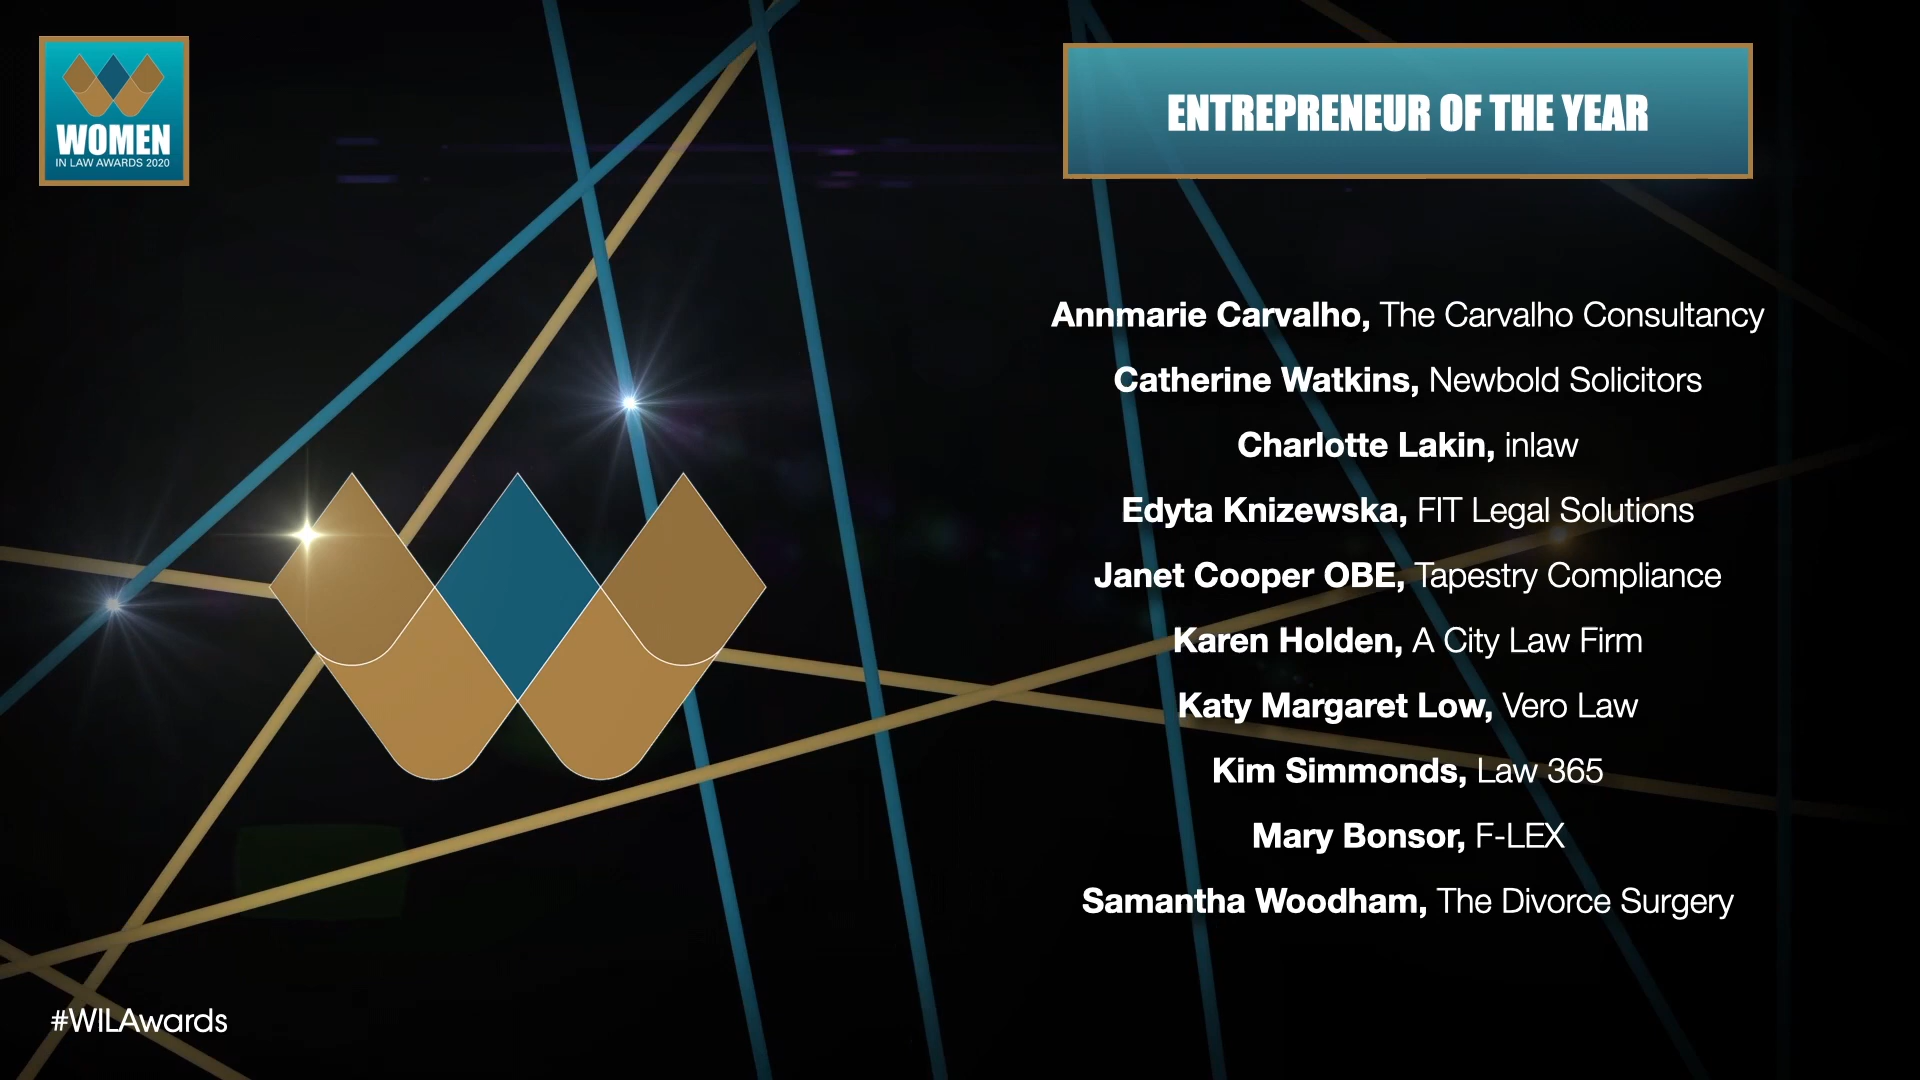 WOMEN
IN LAW AWARDS 2020
ENTREPRENEUR OF THE YEAR
Annmarie Carvalho, The Carvalho Consultancy
Catherine Watkins, Newbold Solicitors
Charlotte Lakin, inlaw
Edyta Knizewska, FIT Legal Solutions
Janet Cooper OBE, Tapestry Compliance
Karen Holden, A City Law Firm
Katy Margaret Low, Vero Law
Kim Simmonds, Law 365
Mary Bonsor, F-LEX
Samantha Woodham, The Divorce Surgery
#WILAwards